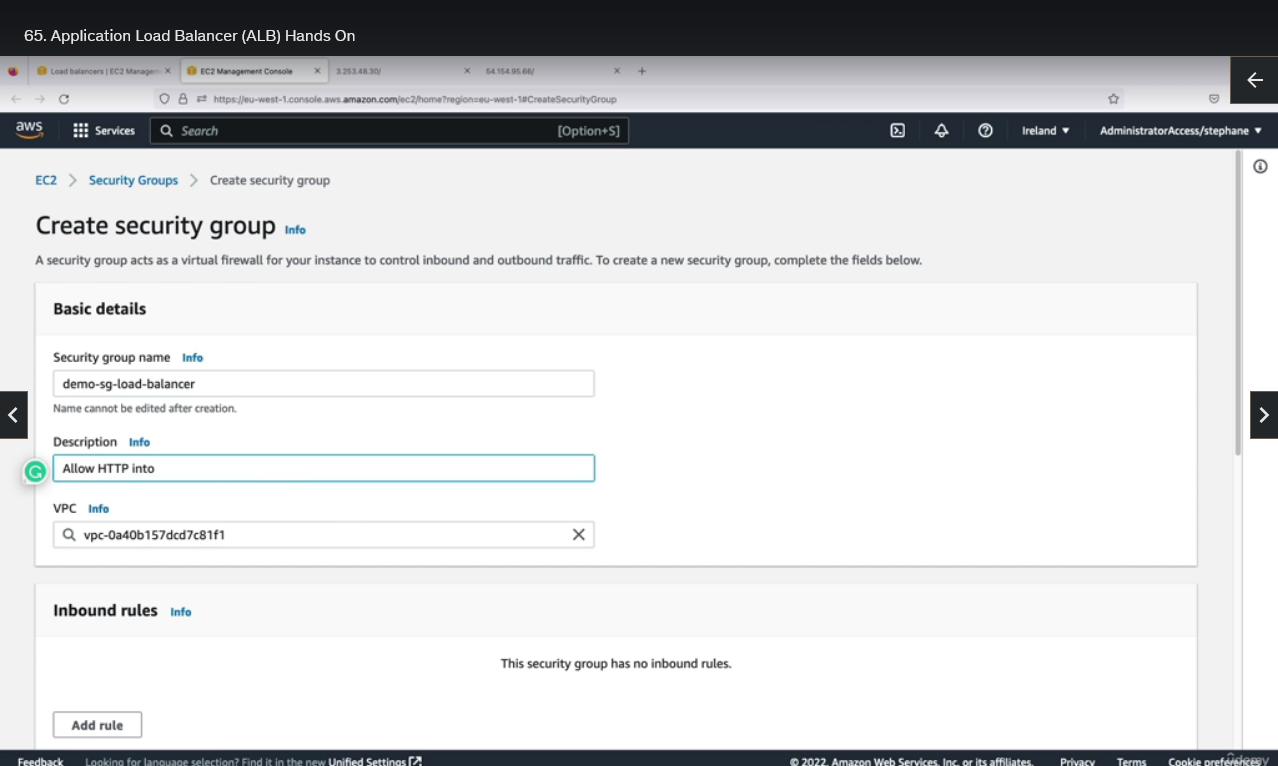 65. Application Load Balancer (ALB) Hands On
Load balancers | EC2 Managem
EC2 Management Console
3.253.48.30/
54.154.95.66/
https://eu-west-1.console.aws.amazon.com/ec2/home?region=eu-west-1#CreateSecurityGroup
aws
Services
Search
[Option+S]
Ireland
AdministratorAccess/stephane
EC2
Security Groups
Create security group
Create security group Info
A security group acts as a virtual firewall for your instance to control inbound and outbound traffic. To create a new security group, complete the fields below.
Basic details
Security group name Info
demo-sg-load-balancer
Name cannot be edited after creation.
Description Info
Allow HTTP into
VPC Info
vpc-0a40b157dcd7c81f1
Inbound rules Info
This security group has no inbound rules.
Add rule
Feedback Looking for language selection? Find it in the new Unified Settings
© 2022, Amazon Web Services, Inc. or its affiliates. Privacy Terms Cookie preferences
ûdemy